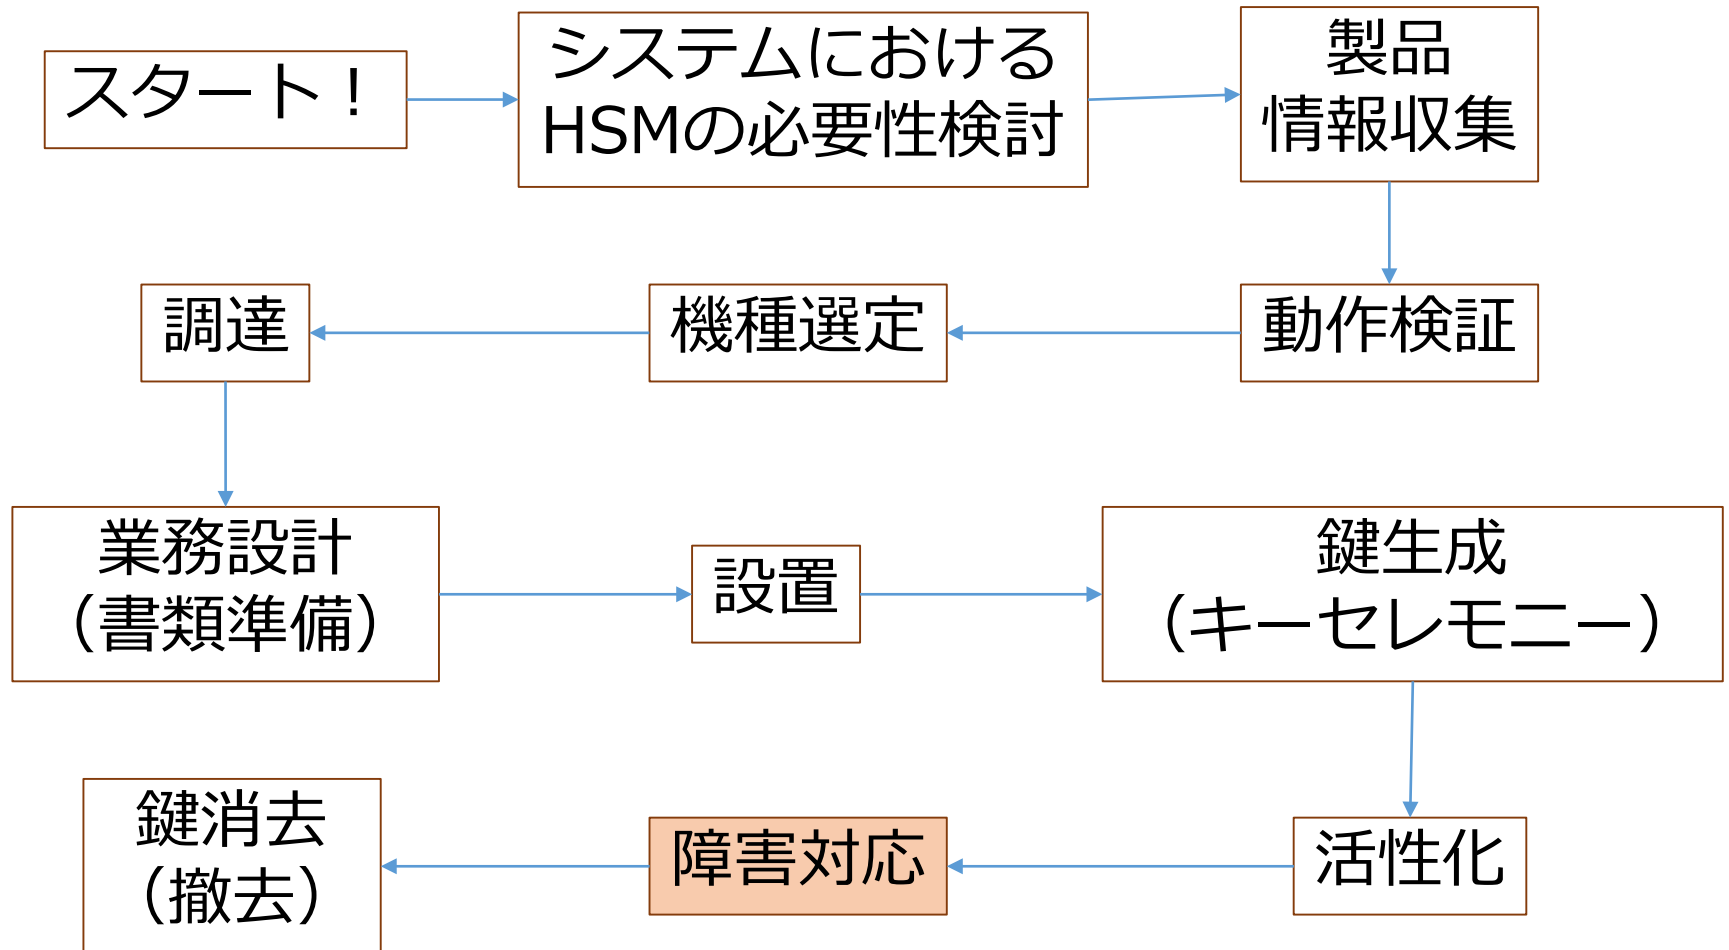 スタート！
システムにおける
HSMの必要性検討
製品
情報収集
動作検証
機種選定
調達
業務設計
（書類準備）
設置
鍵生成
（キーセレモニー）
活性化
障害対応
鍵消去
（撤去）